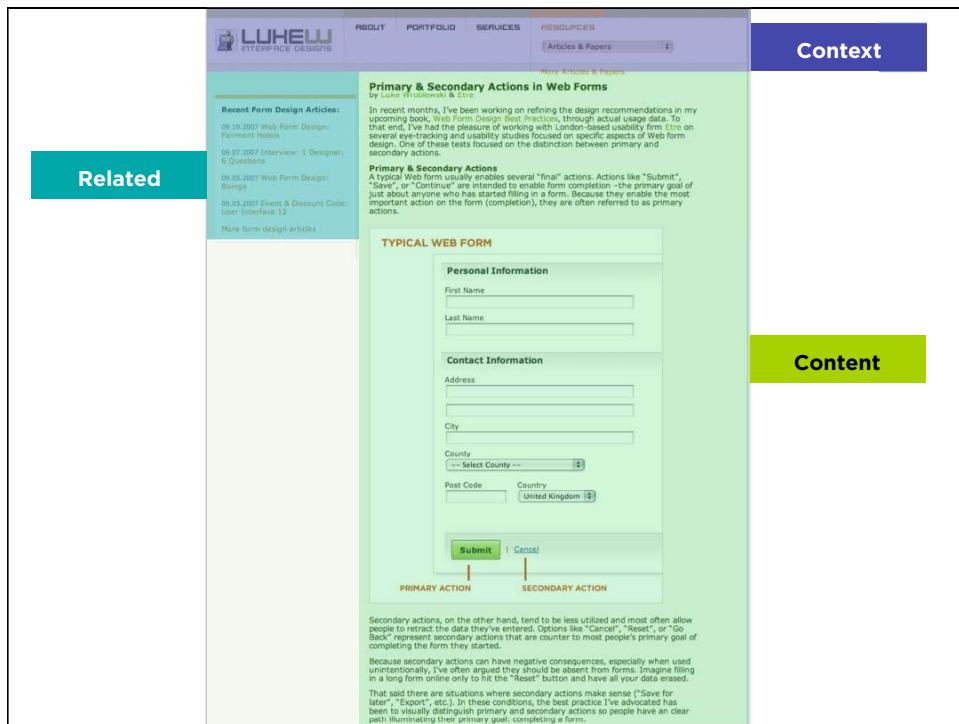 LUKEW
INTERFACE DESIGNS
ABOUT
PORTFOLIO
SERVICES
RESOURCES
Articles & Papers
More Articles & Papers
Context
Recent Form Design Articles:
09.19.2007 Web Form Design:
Fairmont Hotels
09.07.2007 Interview: 1 Designer,
6 Questions
09.05.2007 Web Form Design:
Boingo
09.03.2007 Event & Discount Code:
User Interface 12
More form design articles
Related
Primary & Secondary Actions in Web Forms
by Luke Wroblewski & Etre
In recent months, I've been working on refining the design recommendations in my
upcoming book, Web Form Design Best Practices, through actual usage data. To
that end, I've had the pleasure of working with London-based usability firm Etre on
several eye-tracking and usability studies focused on specific aspects of Web form
design. One of these tests focused on the distinction between primary and
secondary actions.
Primary & Secondary Actions
A typical Web form usually enables several "final" actions. Actions like "Submit",
"Save", or "Continue" are intended to enable form completion –the primary goal of
just about anyone who has started filling in a form. Because they enable the most
important action on the form (completion), they are often referred to as primary
actions.
TYPICAL WEB FORM
Personal Information
First Name
Last Name
Contact Information
Address
City
County
-- Select County --
Post Code
Country
United Kingdom
Submit | Cancel
PRIMARY ACTION
SECONDARY ACTION
Content
Secondary actions, on the other hand, tend to be less utilized and most often allow
people to retract the data they've entered. Options like "Cancel", "Reset", or "Go
Back" represent secondary actions that are counter to most people's primary goal of
completing the form they started.
Because secondary actions can have negative consequences, especially when used
unintentionally, I've often argued they should be absent from forms. Imagine filling
in a long form online only to hit the "Reset" button and have all your data erased.
That said there are situations where secondary actions make sense ("Save for
later", "Export", etc.). In these conditions, the best practice I've advocated has
been to visually distinguish primary and secondary actions so people have an clear
path illuminating their primary goal: completing a form.